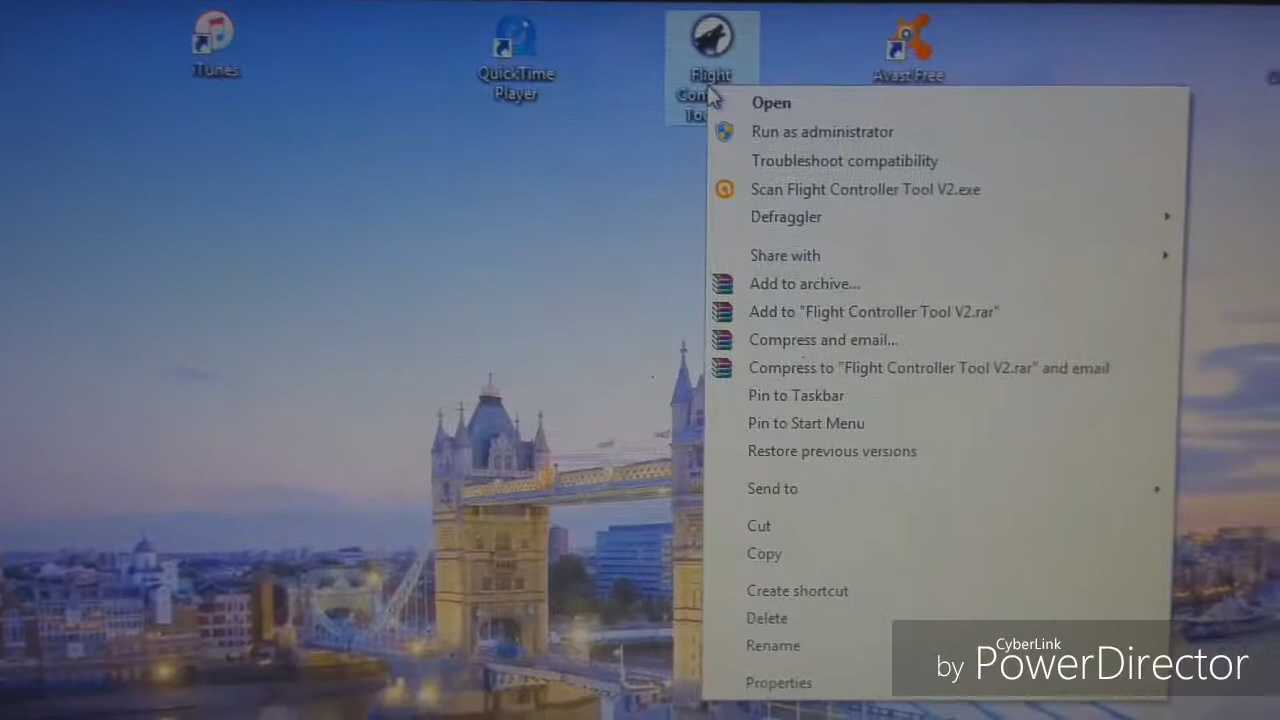 iTunes
QuickTime
Player
Flight
Avast Free
Open
Run as administrator
Troubleshoot compatibility
Scan Flight Controller Tool V2.exe
Defraggler
Share with
Add to archive...
Add to "Flight Controller Tool V2.rar"
Compress and email...
Compress to "Flight Controller Tool V2.rar" and email
Pin to Taskbar
Pin to Start Menu
Restore previous versions
Send to
Cut
Copy
Create shortcut
Delete
Rename
Properties
CyberLink
by PowerDirector